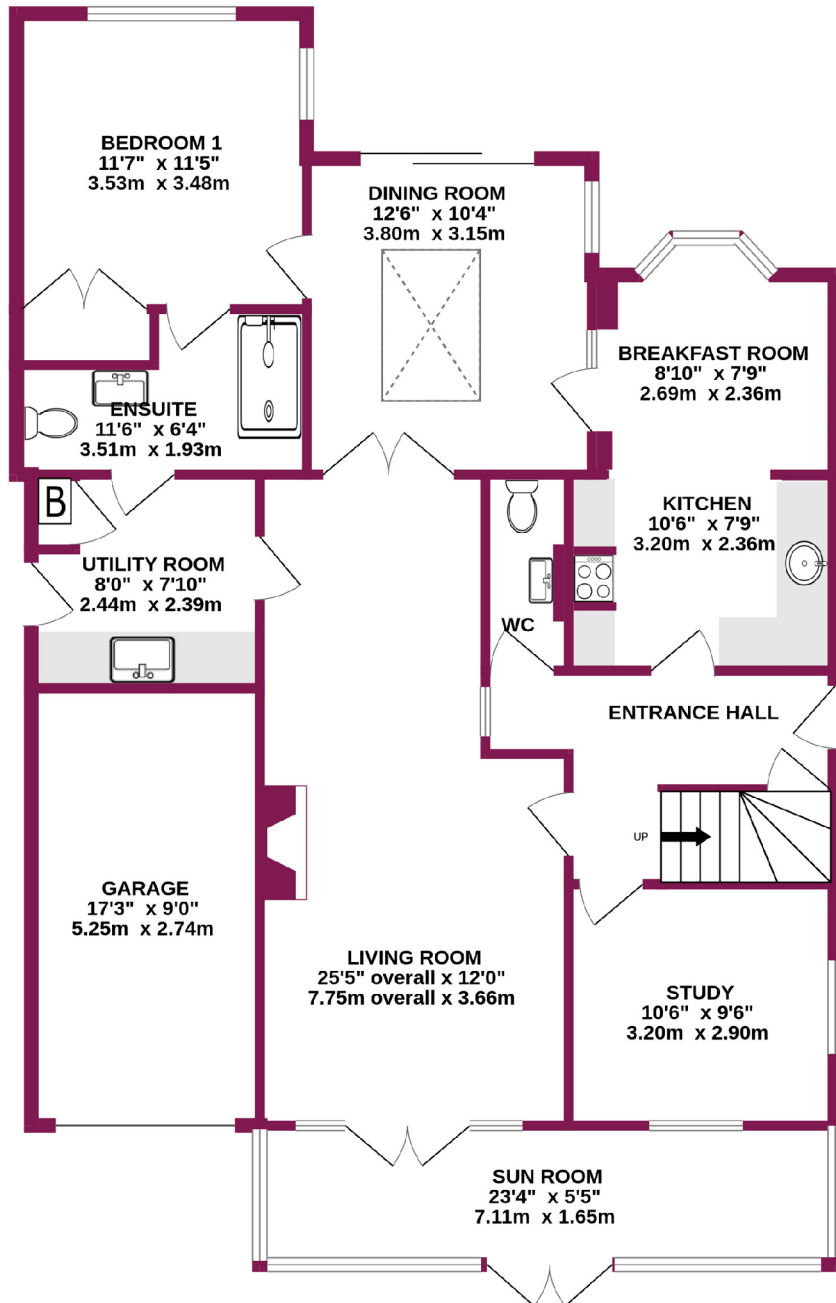 BEDROOM 1
11'7" x 11'5"
3.53m x 3.48m
DINING ROOM
12'6" x 10'4"
3.80m x 3.15m
BREAKFAST ROOM
8'10" x 7'9"
2.69m x 2.36m
ENSUITE
11'6" x 6'4"
3.51m x 1.93m
B
KITCHEN
10'6" x 7'9"
3.20m x 2.36m
UTILITY ROOM
8'0" x 7'10"
2.44m x 2.39m
WC
ENTRANCE HALL
UP
GARAGE
17'3" x 9'0"
5.25m x 2.74m
LIVING ROOM
25'5" overall x 12'0"
7.75m overall x 3.66m
STUDY
10'6" x 9'6"
3.20m x 2.90m
SUN ROOM
23'4" x 5'5"
7.11m x 1.65m